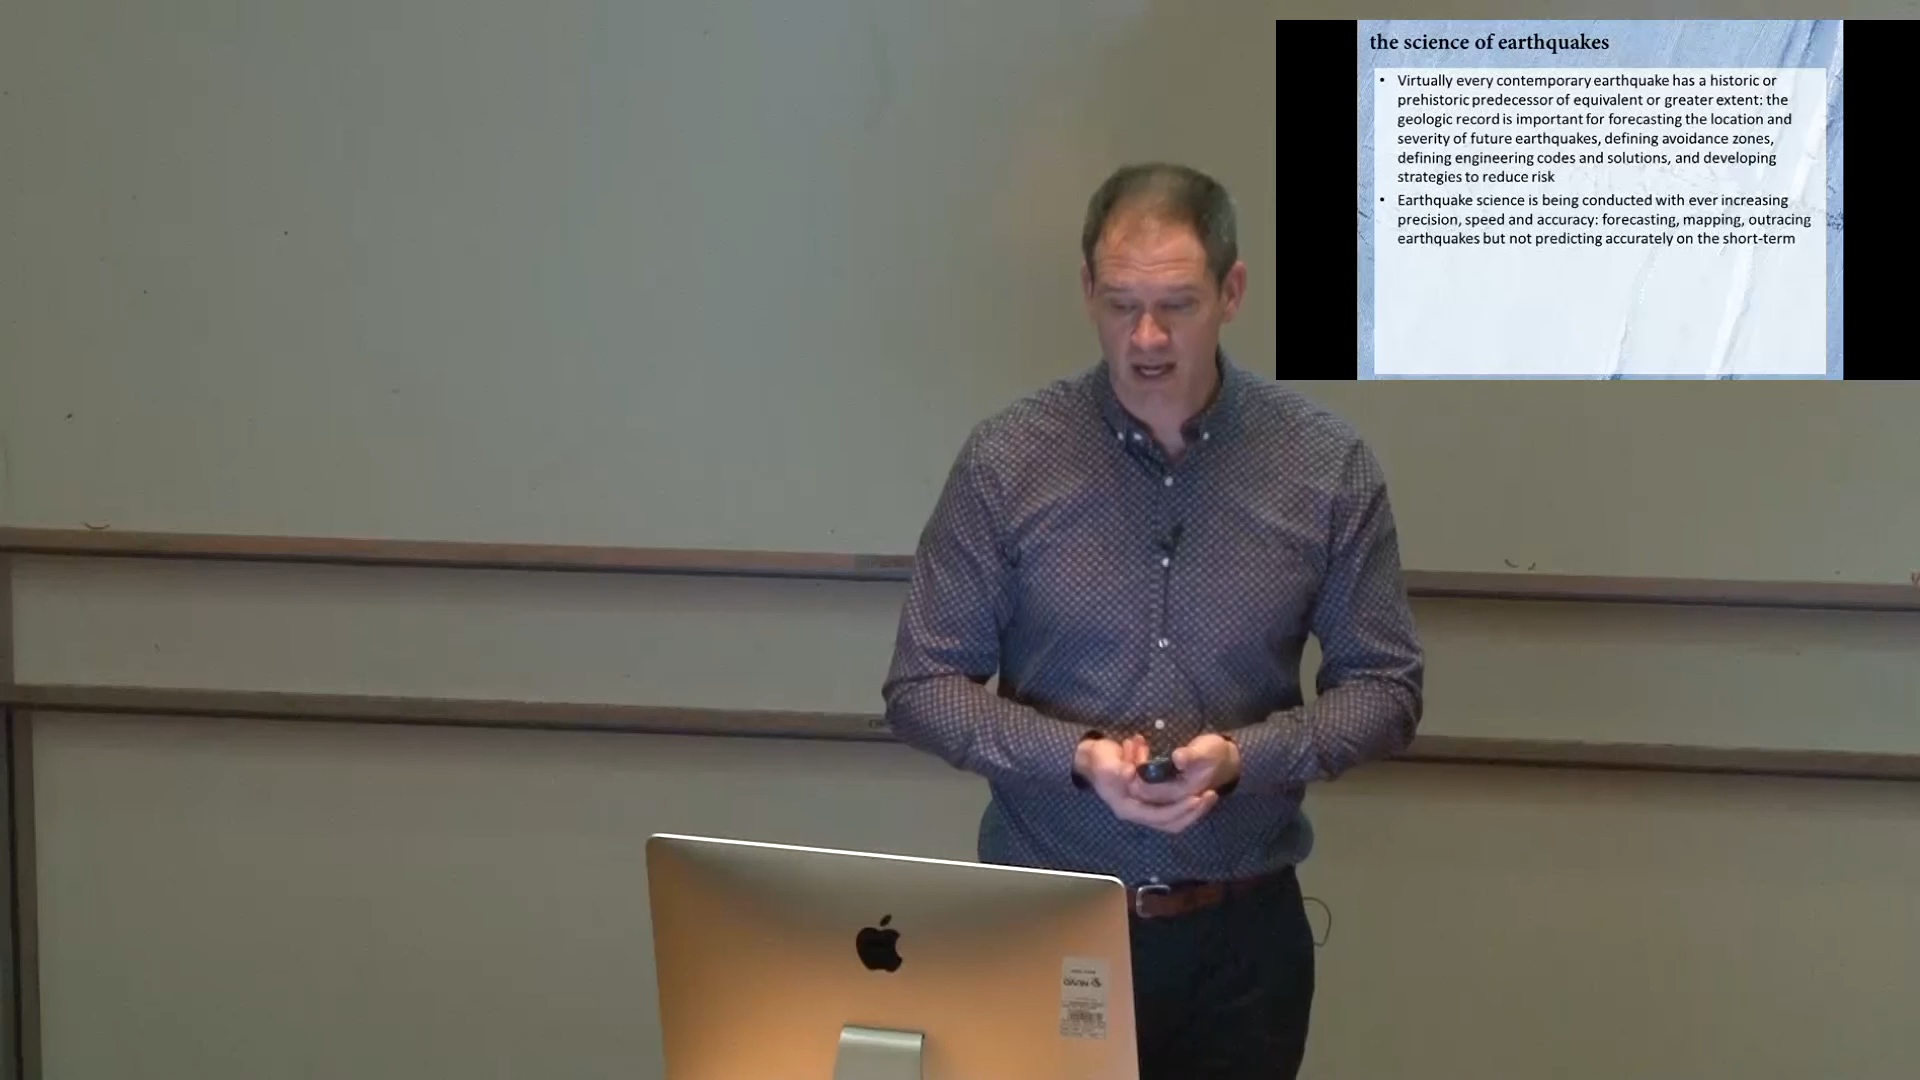 the science of earthquakes
• Virtually every contemporary earthquake has a historic or
prehistoric predecessor of equivalent or greater extent: the
geologic record is important for forecasting the location and
severity of future earthquakes, defining avoidance zones,
defining engineering codes and solutions, and developing
strategies to reduce risk
• Earthquake science is being conducted with ever increasing
precision, speed and accuracy: forecasting, mapping, outracing
earthquakes but not predicting accurately on the short-term